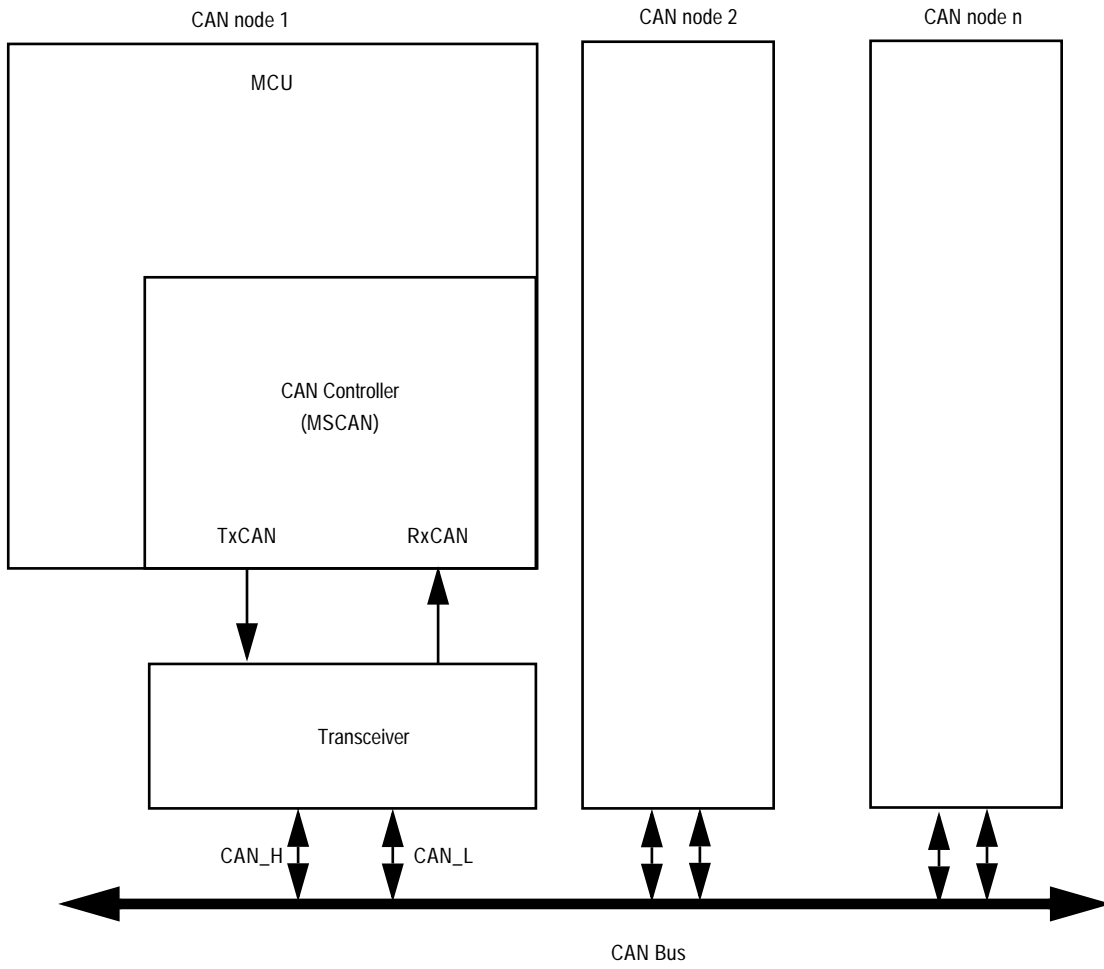 CAN node 1
CAN node 2
CAN node n
MCU
CAN Controller
(MSCAN)
TxCAN
RxCAN
Transceiver
CAN_H
CAN_L
CAN Bus